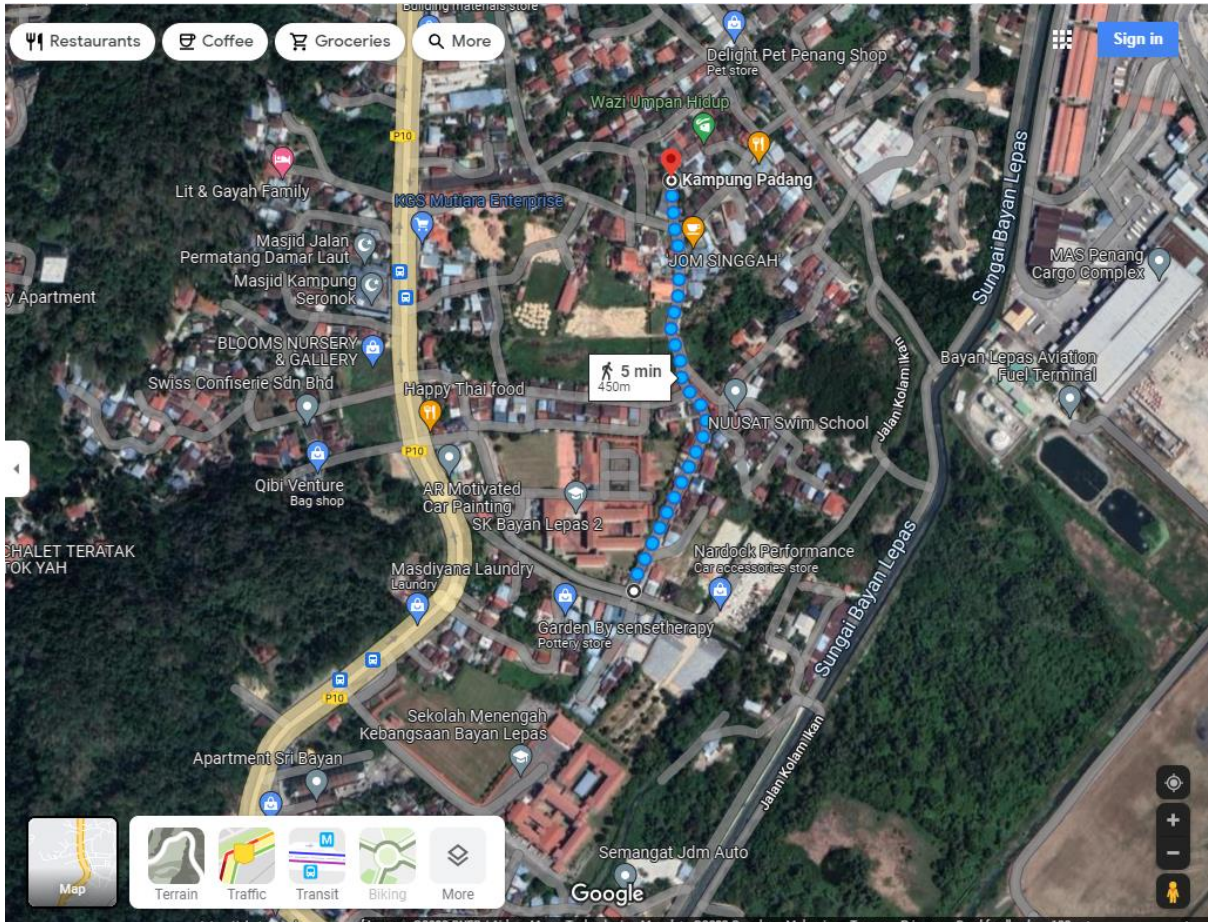 Building materials store
Restaurants
Coffee
Groceries
More
Sign in
Delight Pet Penang Shop
Pet store
Wazi Umpan Hidup
P10
Lit & Gayah Family
Kampung Padang
KGS Mutiara Enterprise
Sungai Bayan Lepas
Masjid Jalan
Permatang Damar Laut
JOM SINGGAH
MAS Penang
Cargo Complex
Masjid Kampung
Seronok
y Apartment
BLOOMS NURSERY
& GALLERY
5 min
450m
Jalan Kolam Ikan
Bayan Lepas Aviation
Fuel Terminal
Swiss Confiserie Sdn Bhd
Happy Thai food
NUUSAT Swim School
P10
Qibi Venture
Bag shop
AR Motivated
Car Painting
SK Bayan Lepas 2
CHALET TERATAK
TOK YAH
Nardock Performance
Car accessories store
Masdiyana Laundry
Laundry
Garden By sensetherapy
Pottery store
Sungai Bayan Lepas
P10
Sekolah Menengah
Kebangsaan Bayan Lepas
Jalan Kolam Ikan
Apartment Sri Bayan
Map
Terrain
Traffic
M
Transit
Biking
More
Semangat Jdm Auto
Google